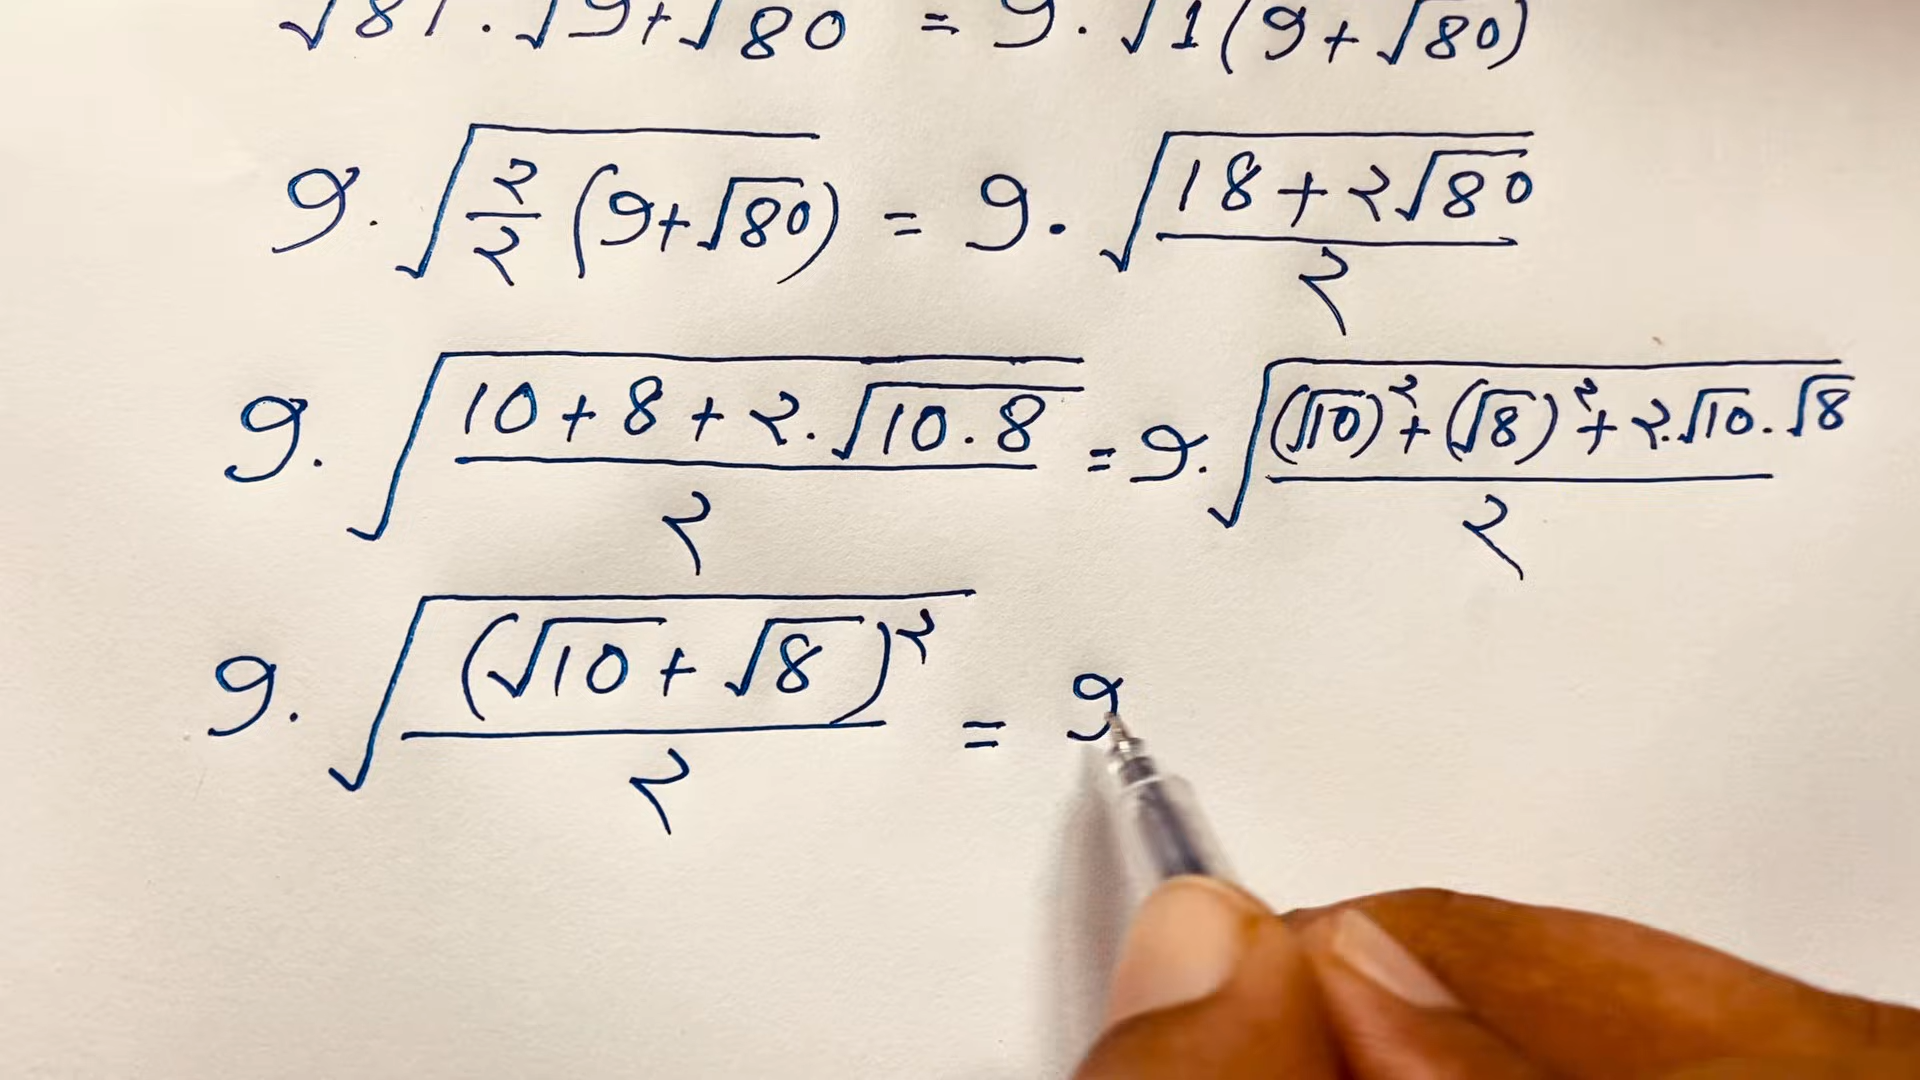 √81 . √9+√80 = 9 . √1(9+√80)
9 . √(2/2 (9+√80)) = 9 . √((18+2√80)/2)
9 . √((10+8+2.√(10.8))/2) = 9 . √(((√10)²+(√8)²+2.√10.√8)/2)
9 . √((√10+√8)²/2) = 9